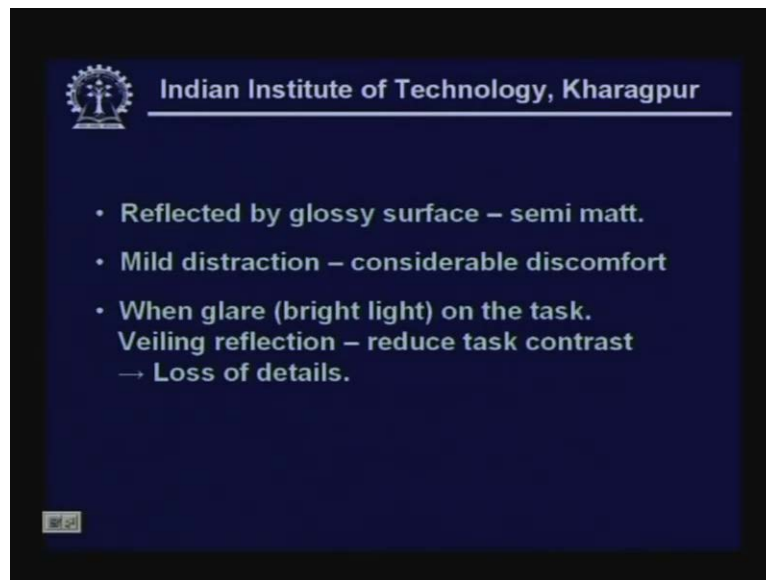 Indian Institute of Technology, Kharagpur
• Reflected by glossy surface – semi matt.
• Mild distraction – considerable discomfort
• When glare (bright light) on the task.
Veiling reflection – reduce task contrast
→ Loss of details.